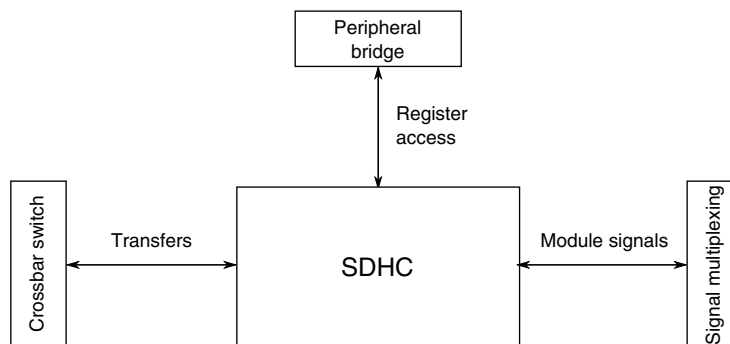 Peripheral
bridge
Register
access
Crossbar switch
Transfers
SDHC
Module signals
Signal multiplexing